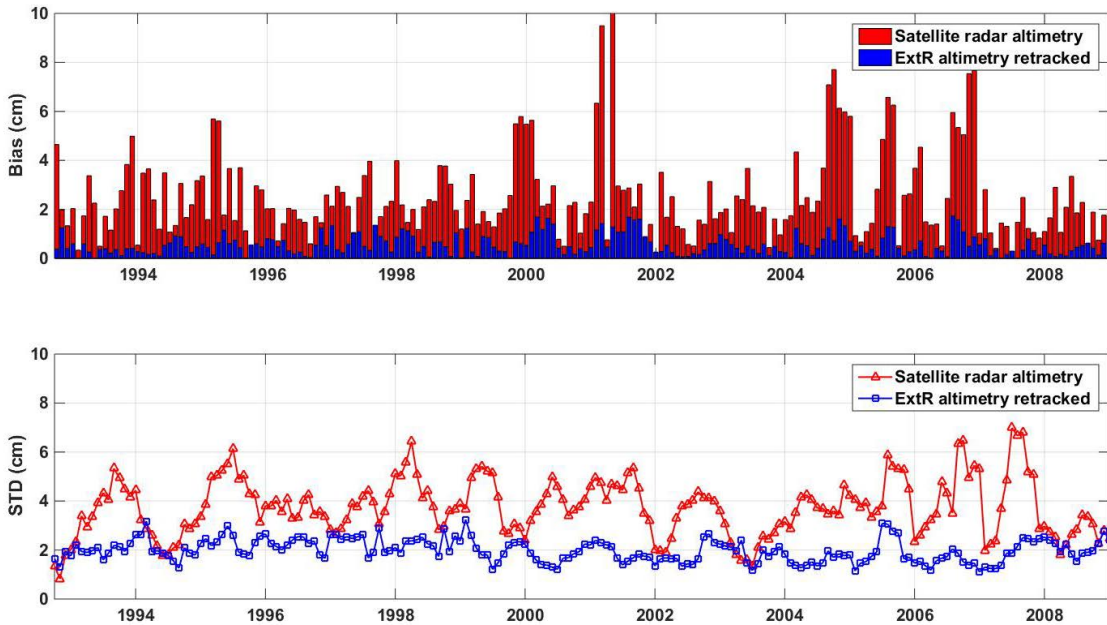 10
8
6
4
2
0
Bias (cm)
Satellite radar altimetry
ExtR altimetry retracked
1994 1996 1998 2000 2002 2004 2006 2008
10
8
6
4
2
0
STD (cm)
Satellite radar altimetry
ExtR altimetry retracked
1994 1996 1998 2000 2002 2004 2006 2008